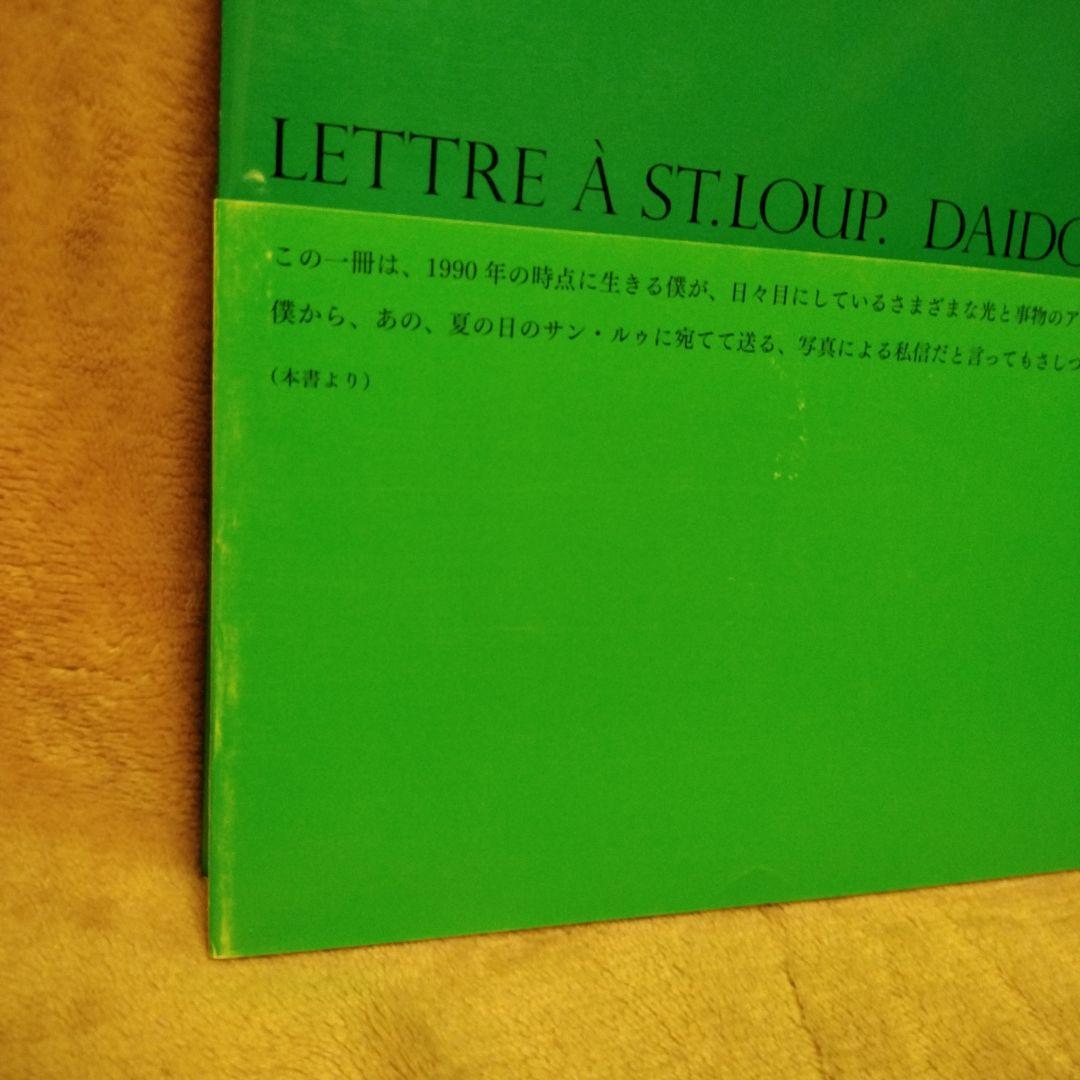 LETTRE À ST.LOUP. DAIDO
この一冊は、1990年の時点に生きる僕が、日々目にしているさまざまな光と事物のア
僕から、あの、夏の日のサン・ルゥに宛てて送る、写真による私信だと言ってもさしつ
（本書より）